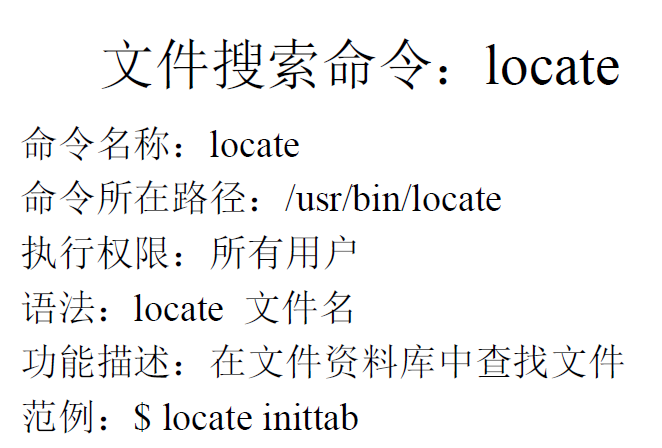 文件搜索命令：locate
命令名称：locate
命令所在路径：/usr/bin/locate
执行权限：所有用户
语法：locate 文件名
功能描述：在文件资料库中查找文件
范例：$ locate inittab